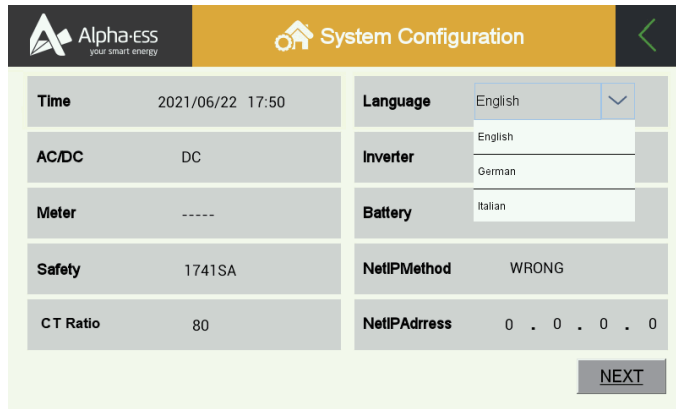 Alpha·ESS
your smart energy
System Configuration
Time 2021/06/22 17:50
Language English
English
German
Italian
AC/DC DC
Inverter
Meter -----
Battery
Safety 1741SA
NetIPMethod WRONG
CT Ratio 80
NetIPAdrress 0 . 0 . 0 . 0
NEXT